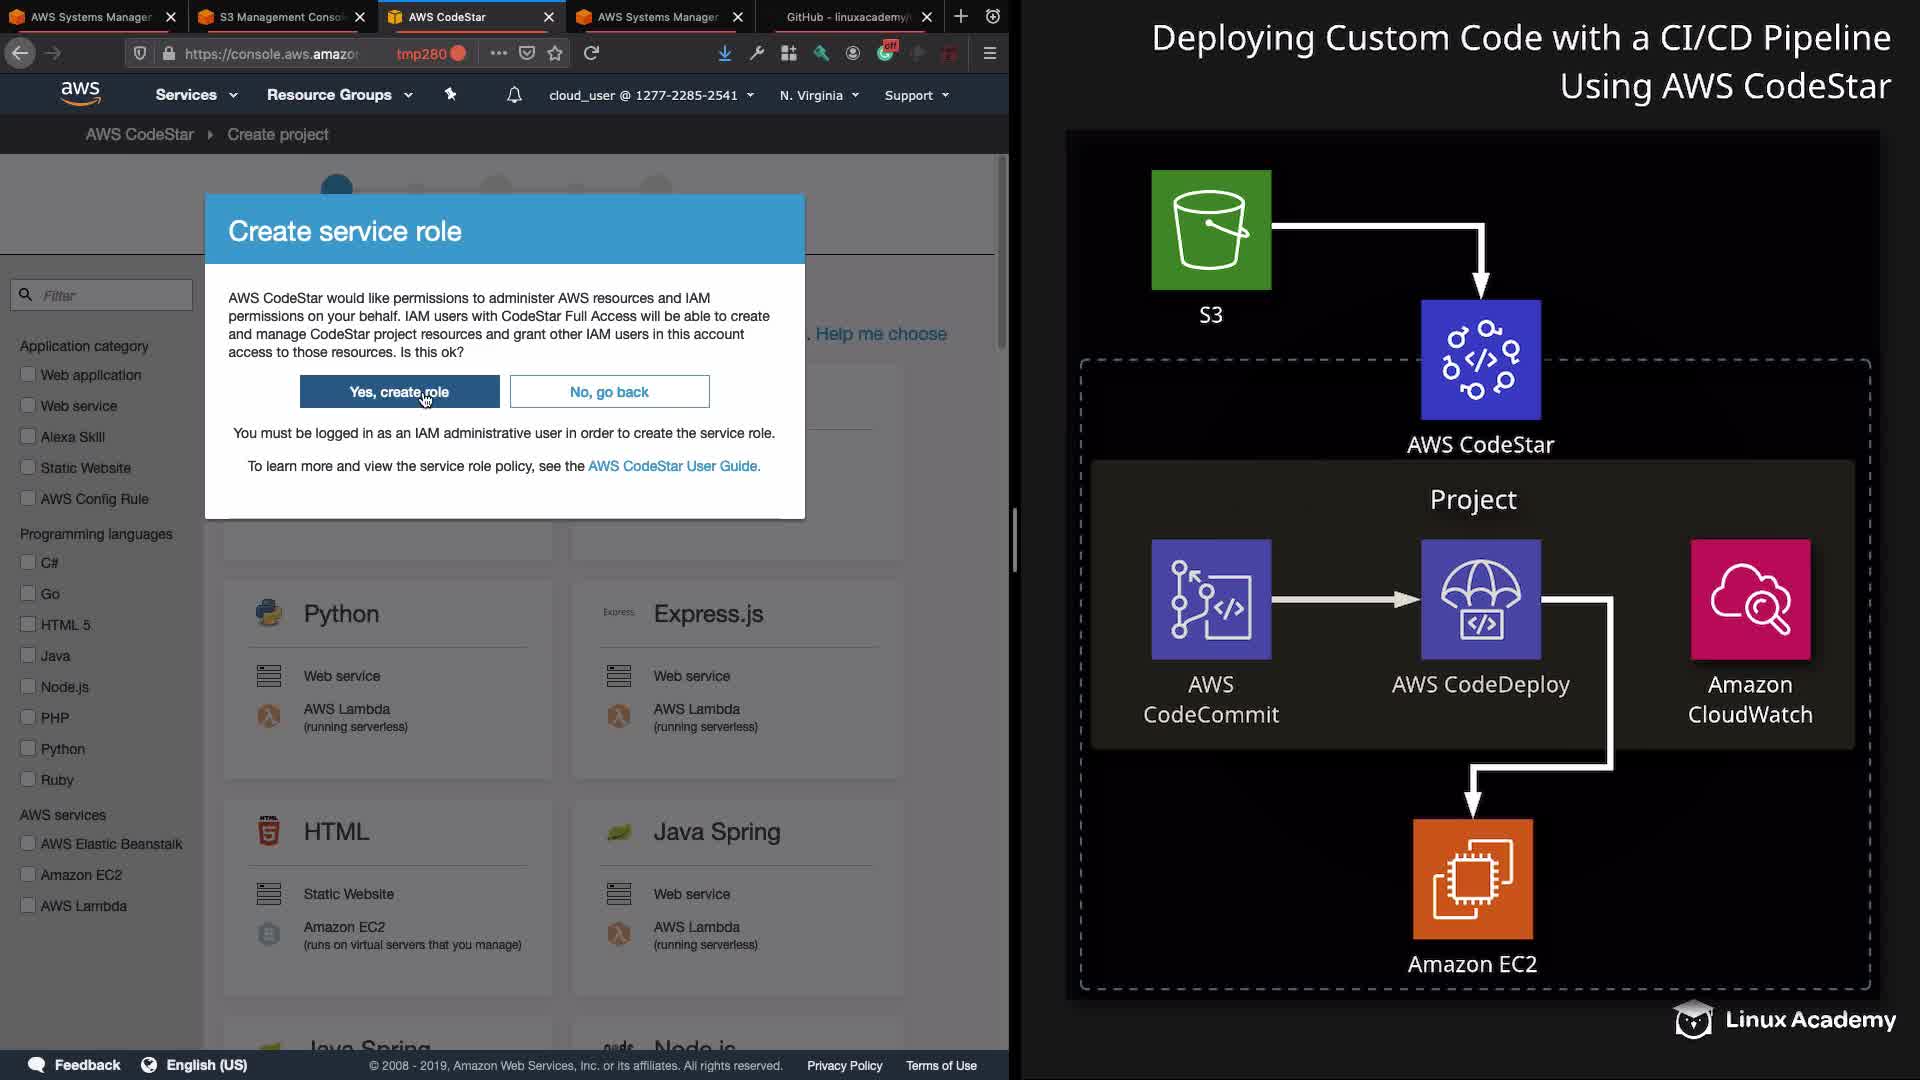 AWS Systems Manager
S3 Management Consol
AWS CodeStar
AWS Systems Manager
GitHub - linuxacademy/
https://console.aws.amazo
tmp280
off
aws
Services
Resource Groups
cloud_user @ 1277-2285-2541
N. Virginia
Support
AWS CodeStar
Create project
Create service role
AWS CodeStar would like permissions to administer AWS resources and IAM
permissions on your behalf. IAM users with CodeStar Full Access will be able to create
and manage CodeStar project resources and grant other IAM users in this account
access to those resources. Is this ok?
Yes, create role
No, go back
You must be logged in as an IAM administrative user in order to create the service role.
To learn more and view the service role policy, see the AWS CodeStar User Guide.
. Help me choose
Filter
Application category
Web application
Web service
Alexa Skill
Static Website
AWS Config Rule
Programming languages
C#
Go
HTML 5
Java
Node.js
PHP
Python
Ruby
AWS services
AWS Elastic Beanstalk
Amazon EC2
AWS Lambda
Python
Web service
AWS Lambda
(running serverless)
Express
Express.js
Web service
AWS Lambda
(running serverless)
HTML
5
HTML
Static Website
Amazon EC2
(runs on virtual servers that you manage)
Java Spring
Web service
AWS Lambda
(running serverless)
Java Spring
Node.js
Feedback
English (US)
© 2008 - 2019, Amazon Web Services, Inc. or its affiliates. All rights reserved.
Privacy Policy
Terms of Use
Deploying Custom Code with a CI/CD Pipeline
Using AWS CodeStar
S3
</>
AWS CodeStar
Project
</>
AWS
CodeCommit
</>
AWS CodeDeploy
Amazon
CloudWatch
Amazon EC2
Linux Academy